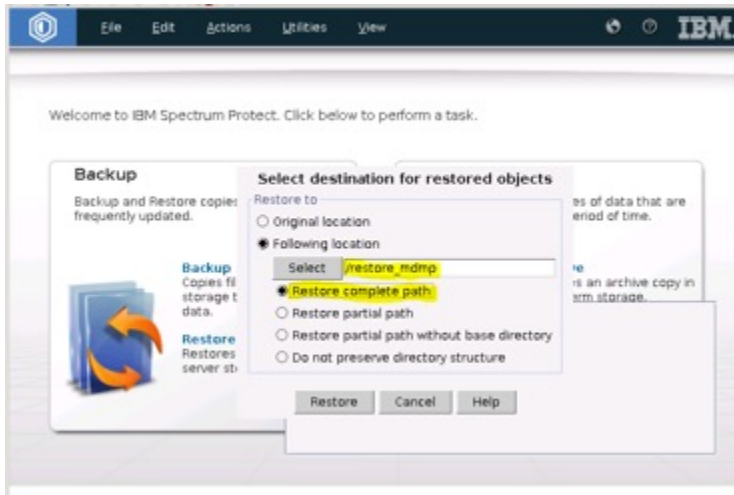 File Edit Actions Utilities View IBM
Welcome to IBM Spectrum Protect. Click below to perform a task.
Backup
Backup and Restore copies
frequently updated.
es of data that are
eriod of time.
Backup
Copies fil
storage t
data.
Restore
Restores
server st
ve
s an archive copy in
erm storage.
Select destination for restored objects
Restore to
Original location
Following location
Select /restore_mdmp
Restore complete path
Restore partial path
Restore partial path without base directory
Do not preserve directory structure
Restore Cancel Help